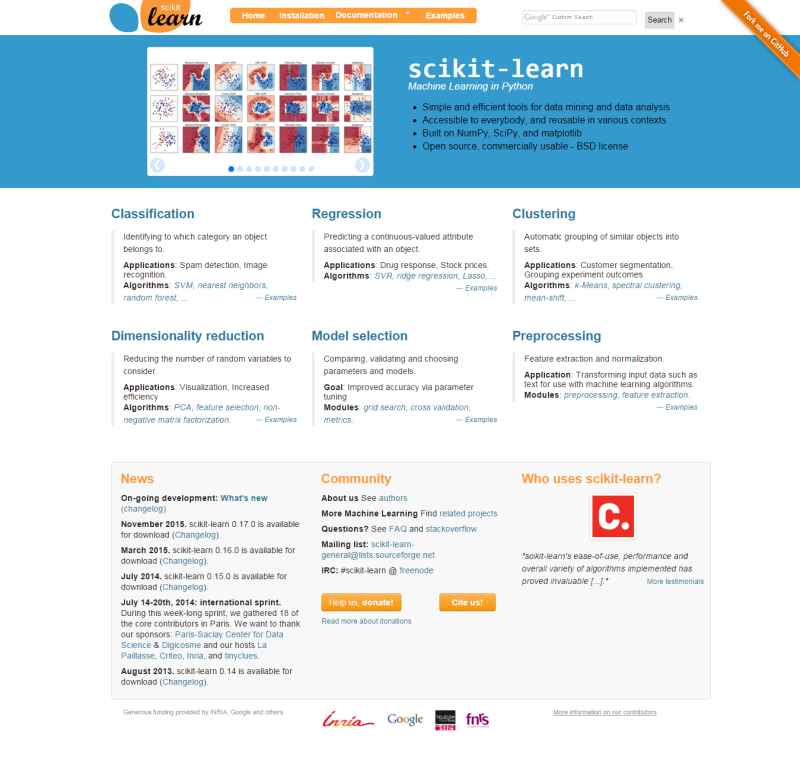 scikit
learn
Home Installation Documentation Examples
Google Custom Search
Search ×
Fork me on GitHub
scikit-learn
Machine Learning in Python
Simple and efficient tools for data mining and data analysis
Accessible to everybody, and reusable in various contexts
Built on NumPy, SciPy, and matplotlib
Open source, commercially usable - BSD license
Classification
Identifying to which category an object
belongs to.
Applications: Spam detection, Image
recognition.
Algorithms: SVM, nearest neighbors,
random forest, ... — Examples
Regression
Predicting a continuous-valued attribute
associated with an object.
Applications: Drug response, Stock prices.
Algorithms: SVR, ridge regression, Lasso, ...
— Examples
Clustering
Automatic grouping of similar objects into
sets.
Applications: Customer segmentation,
Grouping experiment outcomes
Algorithms: k-Means, spectral clustering,
mean-shift, ... — Examples
Dimensionality reduction
Reducing the number of random variables to
consider.
Applications: Visualization, Increased
efficiency
Algorithms: PCA, feature selection, non-
negative matrix factorization. — Examples
Model selection
Comparing, validating and choosing
parameters and models.
Goal: Improved accuracy via parameter
tuning
Modules: grid search, cross validation,
metrics. — Examples
Preprocessing
Feature extraction and normalization.
Application: Transforming input data such as
text for use with machine learning algorithms.
Modules: preprocessing, feature extraction.
— Examples
News
On-going development: What's new
(changelog)
November 2015. scikit-learn 0.17.0 is available
for download (Changelog).
March 2015. scikit-learn 0.16.0 is available for
download (Changelog).
July 2014. scikit-learn 0.15.0 is available for
download (Changelog).
July 14-20th, 2014: international sprint.
During this week-long sprint, we gathered 18 of
the core contributors in Paris. We want to thank
our sponsors: Paris-Saclay Center for Data
Science & Digicosme and our hosts La
Paillasse, Criteo, Inria, and tinyclues.
August 2013. scikit-learn 0.14 is available for
download (Changelog).
Community
About us See authors
More Machine Learning Find related projects
Questions? See FAQ and stackoverflow
Mailing list: scikit-learn-
general@lists.sourceforge.net
IRC: #scikit-learn @ freenode
Help us, donate! Cite us!
Read more about donations
Who uses scikit-learn?
C.
"scikit-learn's ease-of-use, performance and
overall variety of algorithms implemented has
proved invaluable [...]."
More testimonials
Generous funding provided by INRIA, Google and others.
Inria Google fnrs
More information on our contributors